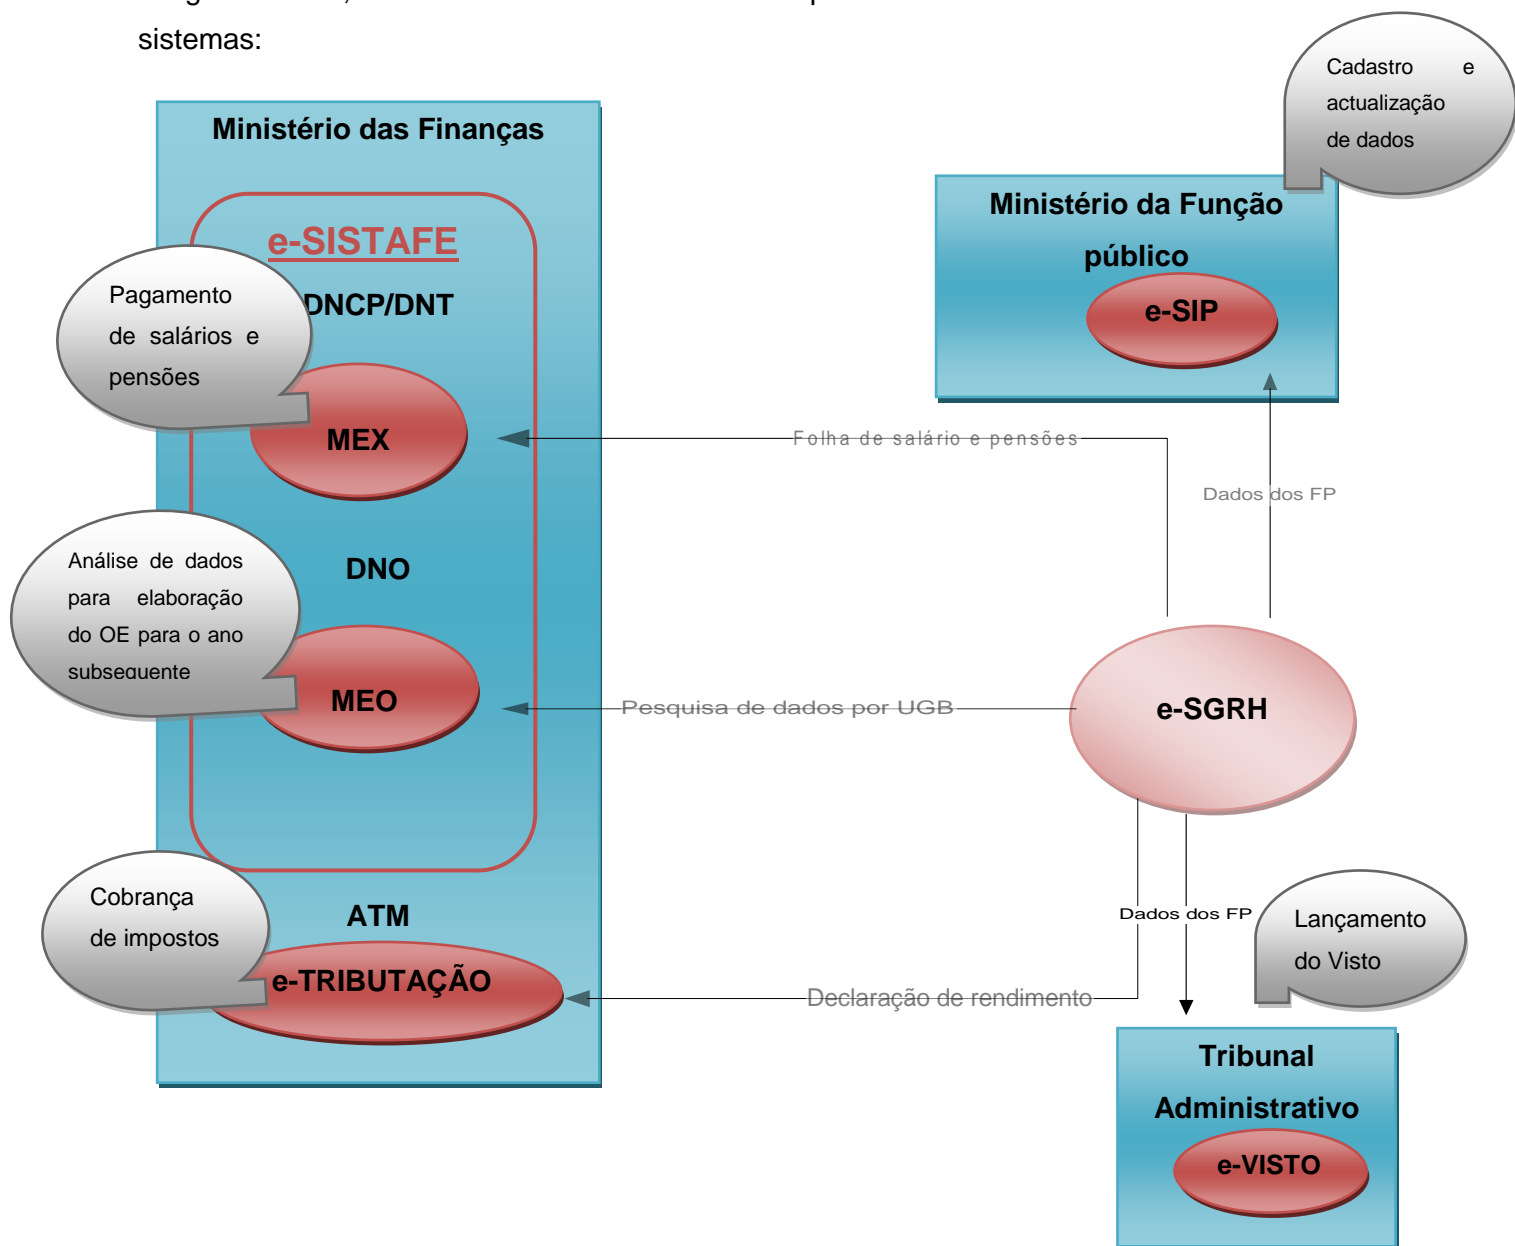 sistemas:
Cadastro e
actualização
de dados
Ministério das Finanças
Ministério da Função
público
e-SIP
e-SISTAFE
DNCP/DNT
Pagamento
de salários e
pensões
MEX
Folha de salário e pensões
Dados dos FP
DNO
Análise de dados
para elaboração
do OE para o ano
subsequente
MEO
Pesquisa de dados por UGB
e-SGRH
Cobrança
de impostos
ATM
e-TRIBUTAÇÃO
Dados dos FP
Declaração de rendimento
Lançamento
do Visto
Tribunal
Administrativo
e-VISTO